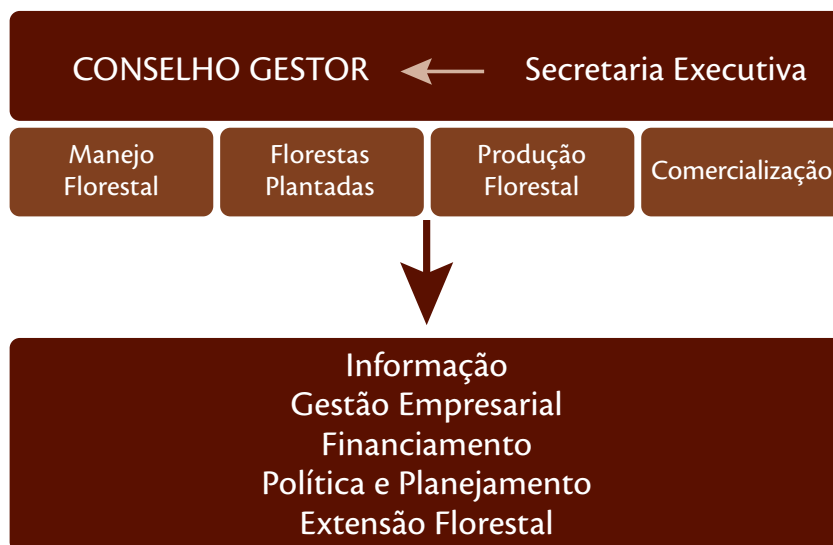 CONSELHO GESTOR
Secretaria Executiva
Manejo
Florestal
Florestas
Plantadas
Produção
Florestal
Comercialização
Informação
Gestão Empresarial
Financiamento
Política e Planejamento
Extensão Florestal